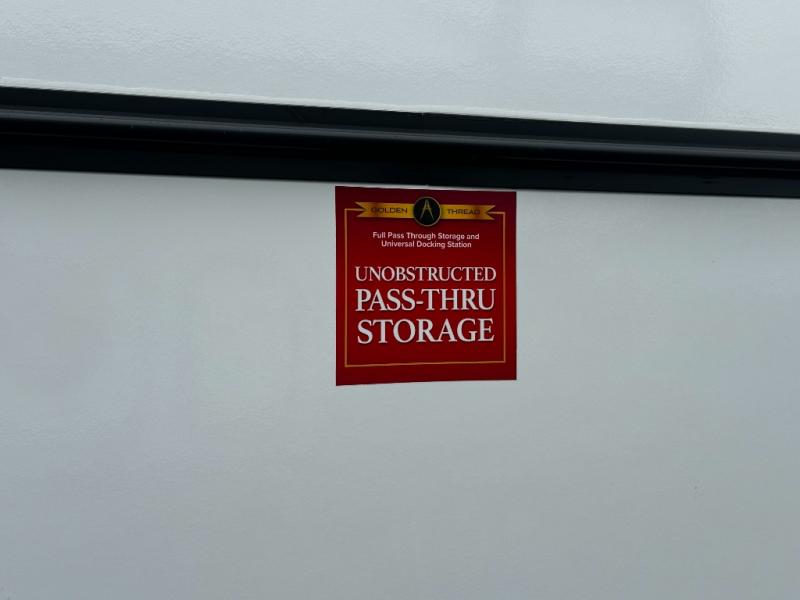 GOLDEN THREAD
Full Pass Through Storage and
Universal Docking Station
UNOBSTRUCTED
PASS-THRU
STORAGE